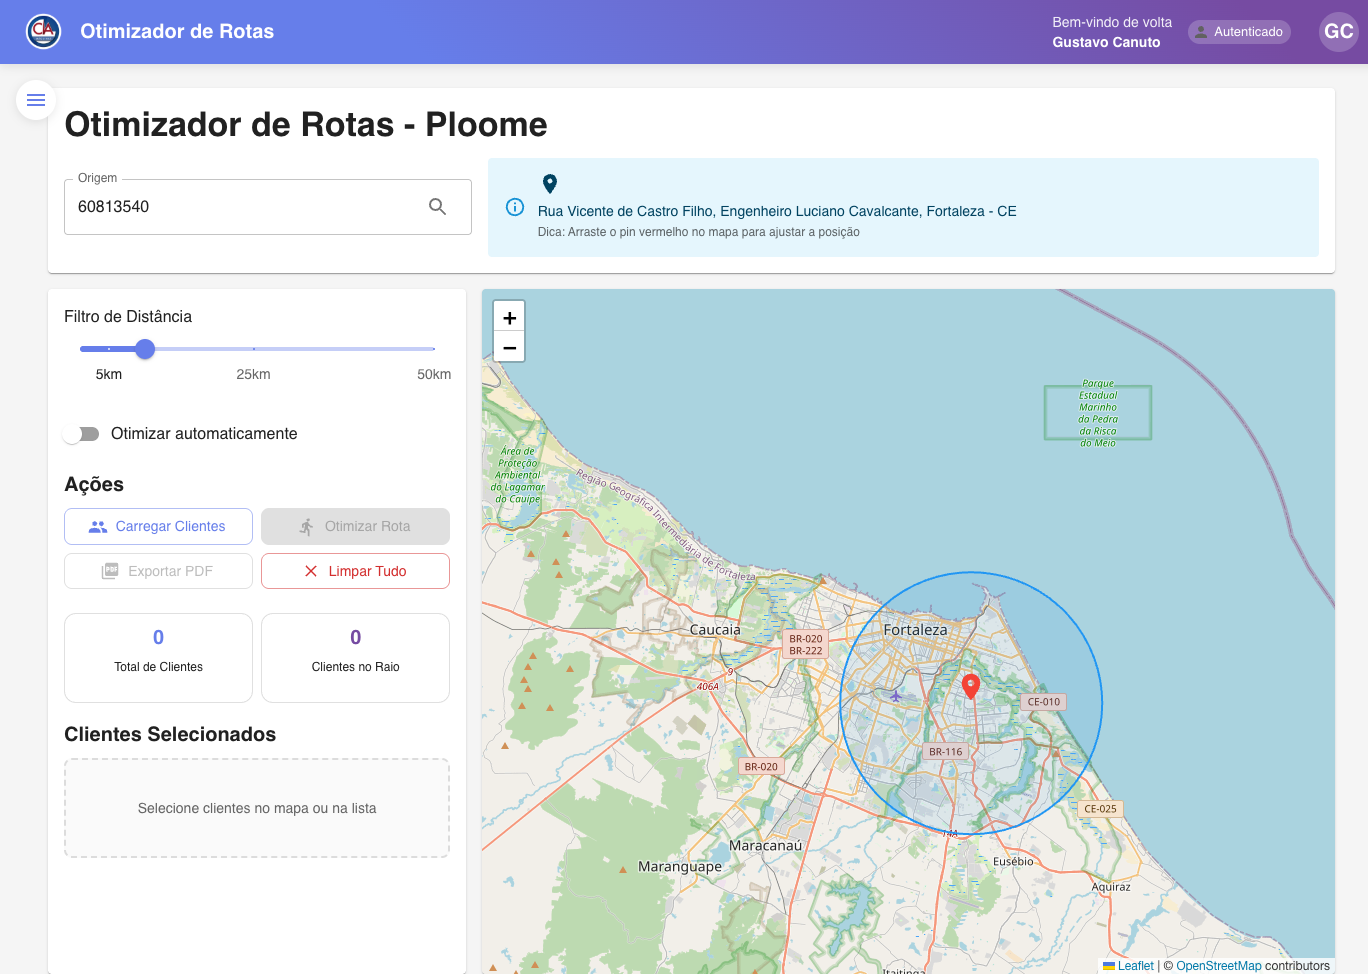 CA
Otimizador de Rotas
Bem-vindo de volta
Gustavo Canuto
Autenticado
GC
Otimizador de Rotas - Ploome
Origem
60813540
Rua Vicente de Castro Filho, Engenheiro Luciano Cavalcante, Fortaleza - CE
Dica: Arraste o pin vermelho no mapa para ajustar a posição
Filtro de Distância
5km
25km
50km
Otimizar automaticamente
Ações
Carregar Clientes
Otimizar Rota
PDF
Exportar PDF
Limpar Tudo
0
Total de Clientes
0
Clientes no Raio
Clientes Selecionados
Selecione clientes no mapa ou na lista
+
−
Parque
Estadual
Marinho
da Pedra
da Risca
do Meio
Área de
Proteção
Ambiental
do Lagamar
do Cauipe
Região Geográfica Intermediária de Fortaleza
Caucaia
BR-020
BR-222
Fortaleza
9
406A
CE-010
BR-116
BR-020
CE-025
14A
Maracanaú
Maranguape
Eusébio
Aquiraz
Itaitinga
Leaflet | © OpenStreetMap contributors